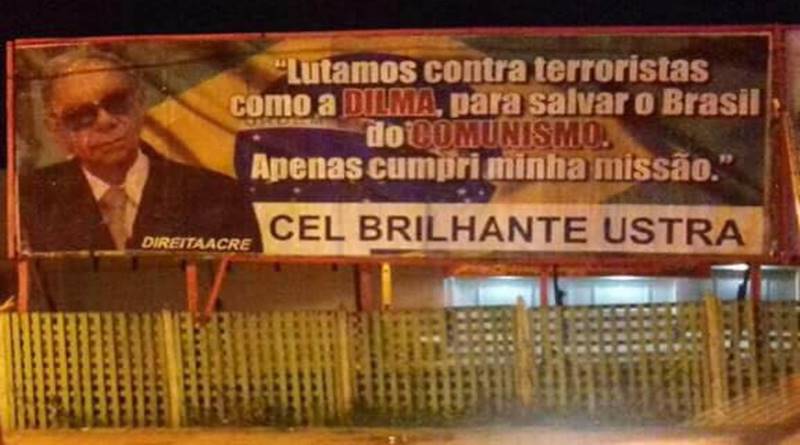 "Lutamos contra terroristas
como a DILMA, para salvar o Brasil
do COMUNISMO.
Apenas cumpri minha missão."
CEL BRILHANTE USTRA
DIREITAACRE